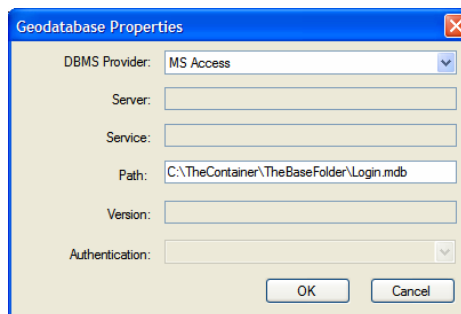 Geodatabase Properties
DBMS Provider: MS Access
Server:
Service:
Path: C:\TheContainer\TheBaseFolder\Login.mdb
Version:
Authentication:
OK Cancel